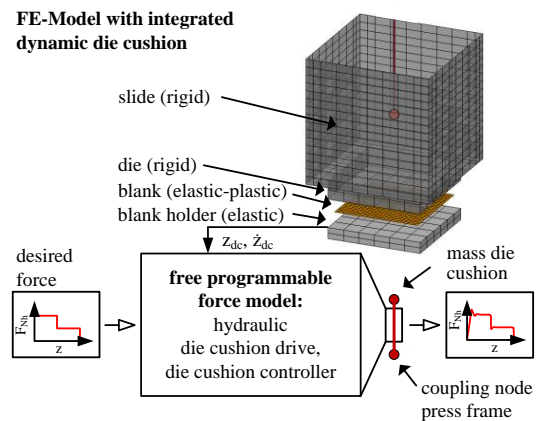 FE-Model with integrated
dynamic die cushion
slide (rigid)
die (rigid)
blank (elastic-plastic)
blank holder (elastic)
z_dc, ż_dc
desired
force
F_Nh
z
free programmable
force model:
hydraulic
die cushion drive,
die cushion controller
mass die
cushion
F_Nh
z
coupling node
press frame